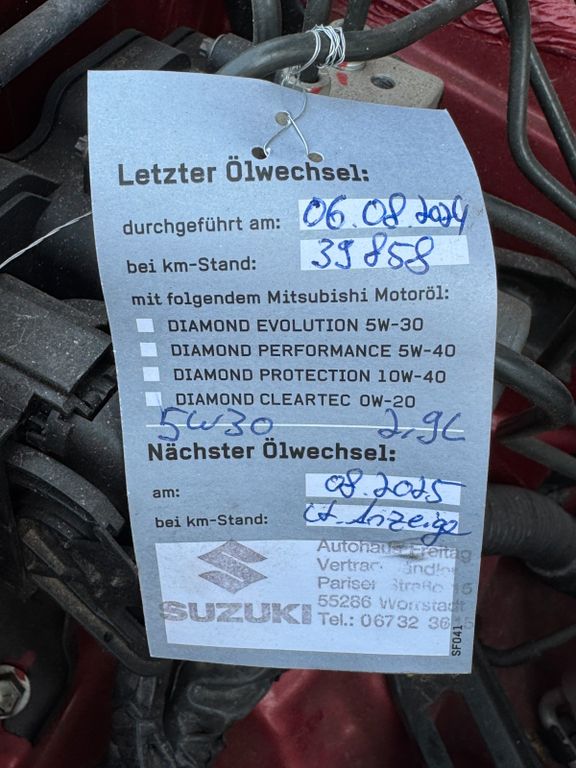 Letzter Ölwechsel:
durchgeführt am: 06.08.2024
bei km-Stand: 39858
mit folgendem Mitsubishi Motoröl:
DIAMOND EVOLUTION 5W-30
DIAMOND PERFORMANCE 5W-40
DIAMOND PROTECTION 10W-40
DIAMOND CLEARTEC 0W-20
5W30 2,9L
Nächster Ölwechsel:
am: 08.2025
bei km-Stand: lt. Anzeige
SUZUKI
Autohaus Freitag
Pariser Straße
55286 Wörrstadt
Tel.: 06732
SF041